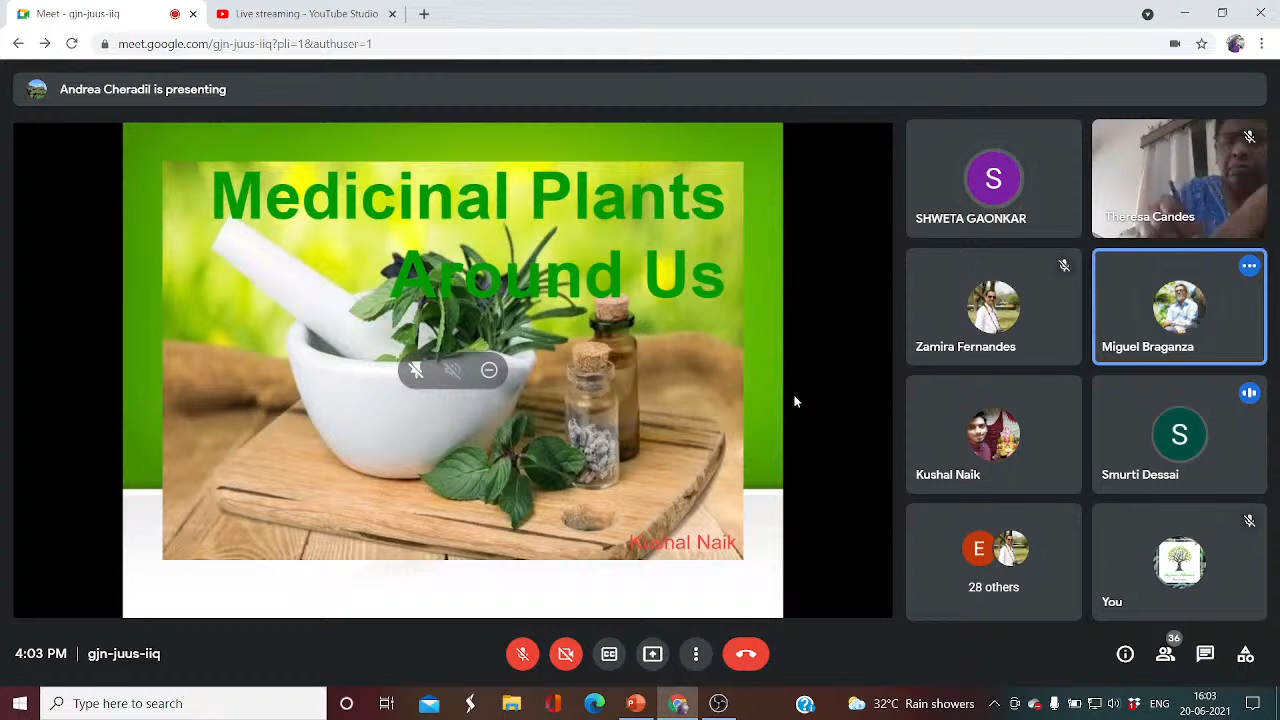 Meet - gjn-juus-iiq
Live streaming - YouTube Studio
meet.google.com/gjn-juus-iiq?pli=1&authuser=1
Andrea Cheradil is presenting
Medicinal Plants
Around Us
Kushal Naik
S
SHWETA GAONKAR
Theresa Candes
Zamira Fernandes
Miguel Braganza
Kushal Naik
S
Smurti Dessai
E
28 others
You
4:03 PM | gjn-juus-iiq
CC
36
Type here to search
32°C Rain showers
16:03
20-06-2021